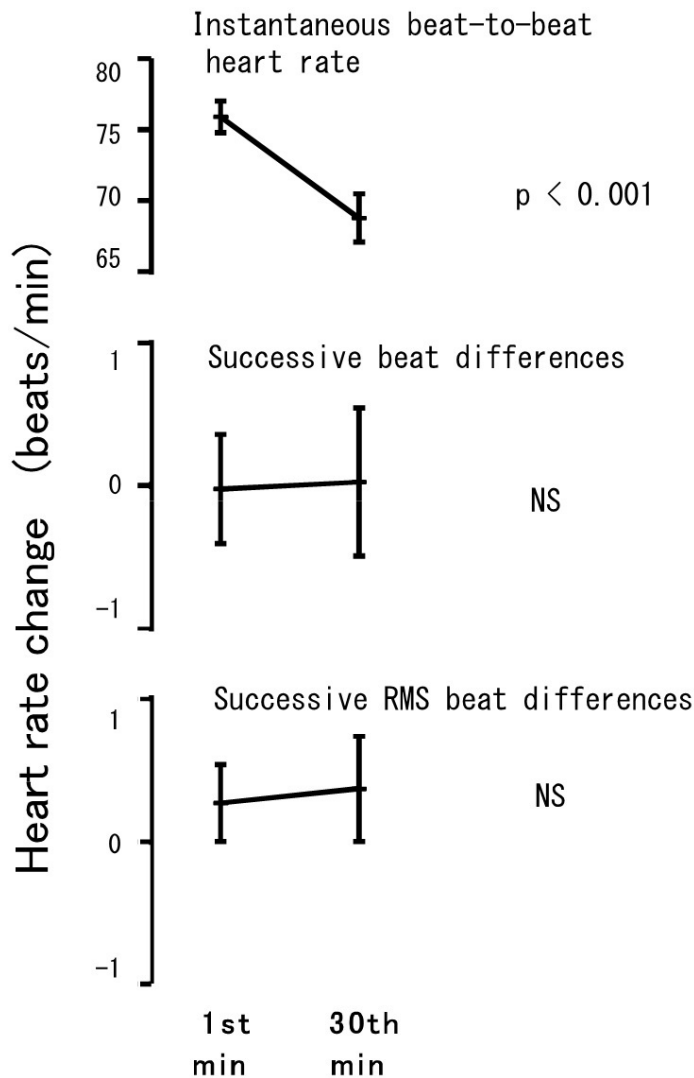 Instantaneous beat-to-beat
heart rate
80
75
70
65
p < 0.001
Heart rate change (beats/min)
Successive beat differences
1
0
-1
NS
Successive RMS beat differences
1
0
-1
NS
1st
min
30th
min